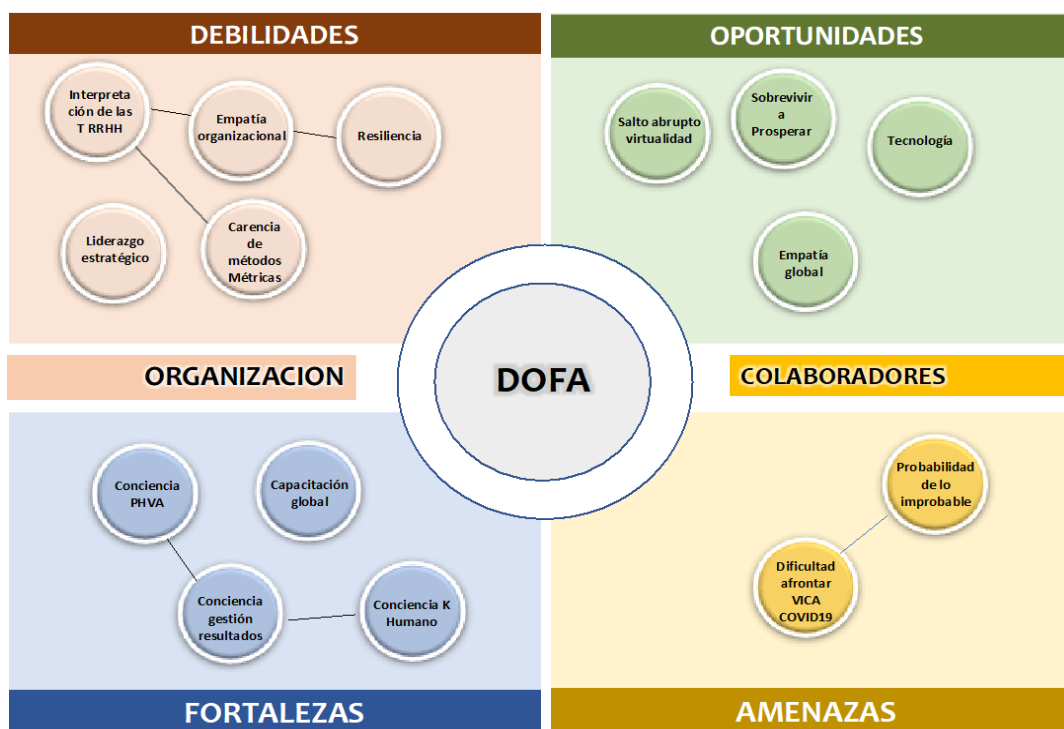 DEBILIDADES
Interpreta
ción de las
T RRHH
Empatía
organizacional
Resiliencia
Liderazgo
estratégico
Carencia
de
métodos
Métricas
OPORTUNIDADES
Salto abrupto
virtualidad
Sobrevivir
a
Prosperar
Tecnología
Empatía
global
ORGANIZACION
DOFA
COLABORADORES
Conciencia
PHVA
Capacitación
global
Conciencia
gestión
resultados
Conciencia K
Humano
FORTALEZAS
Probabilidad
de lo
improbable
Dificultad
afrontar
VICA
COVID19
AMENAZAS